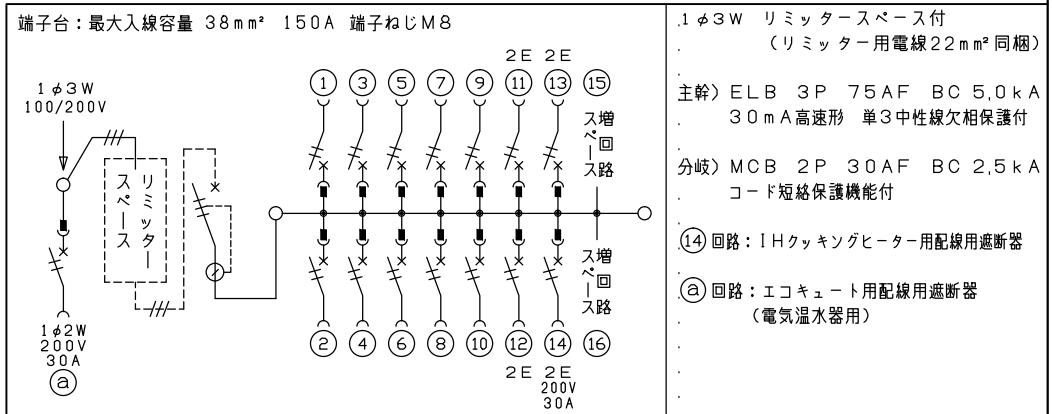 端子台：最大入線容量 38mm² 150A 端子ねじM8
1φ3W
100/200V
リミッター
スペース
1φ2W
200V
30A
ⓐ
2E 2E
① ③ ⑤ ⑦ ⑨ ⑪ ⑬ ⑮
増回路
スペース
増回路
スペース
② ④ ⑥ ⑧ ⑩ ⑫ ⑭ ⑯
2E 2E
200V
30A
1φ3W リミッタースペース付
（リミッター用電線22mm²同梱）
主幹）ELB 3P 75AF BC 5,0kA
30mA高速形 単3中性線欠相保護付
分岐）MCB 2P 30AF BC 2,5kA
コード短絡保護機能付
⑭回路：IHクッキングヒーター用配線用遮断器
ⓐ回路：エコキュート用配線用遮断器
（電気温水器用）